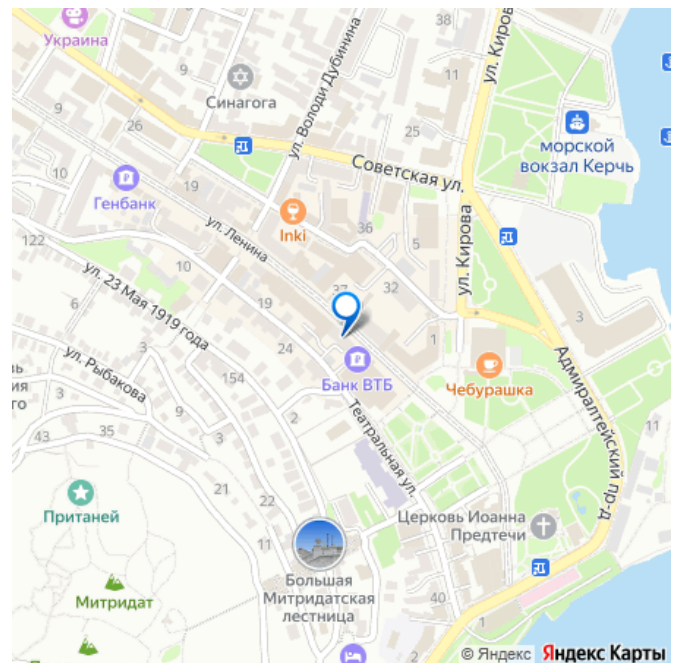 Украина
38
ул. Кирова
9
Синагога
11
ул. Володи Дубинина
9
26
25
морской
вокзал Керчь
Советская ул.
10
Генбанк
19
Inki
36
5
ул. Ленина
ул. Кирова
122
10
37
32
6
ул. 23 Мая 1919 года
19
3
1
24
Банк ВТБ
Чебурашка
Адмиралтейский пр-д
ул. Рыбакова
3
154
3
3
9
2
Театральная ул.
11
43
35
21
22
Пританей
11
Церковь Иоанна
Предтечи
Митридат
Большая
Митридатская
лестница
40
1
2
© Яндекс Яндекс Карты